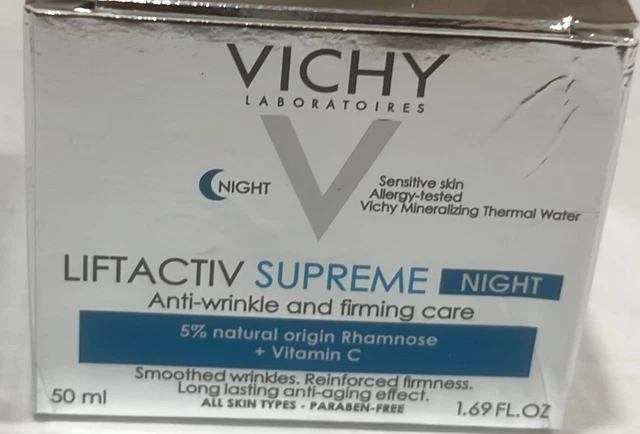 VICHY
LABORATOIRES
NIGHT
Sensitive skin
Allergy-tested
Vichy Mineralizing Thermal Water
LIFTACTIV SUPREME NIGHT
Anti-wrinkle and firming care
5% natural origin Rhamnose
+ Vitamin C
Smoothed wrinkles. Reinforced firmness.
Long lasting anti-aging effect.
50 ml
ALL SKIN TYPES - PARABEN-FREE
1.69 FL.OZ